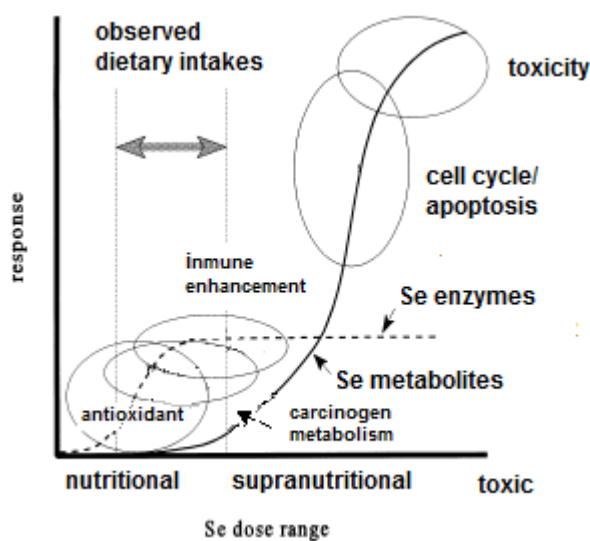 observed
dietary intakes
toxicity
cell cycle/
apoptosis
response
inmune
enhancement
Se enzymes
Se metabolites
antioxidant
carcinogen
metabolism
nutritional
supranutritional
toxic
Se dose range